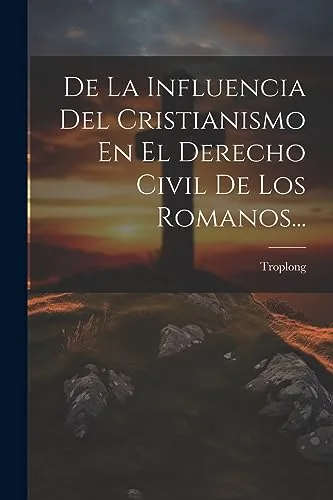 De La Influencia
Del Cristianismo
En El Derecho
Civil De Los
Romanos...
Troplong